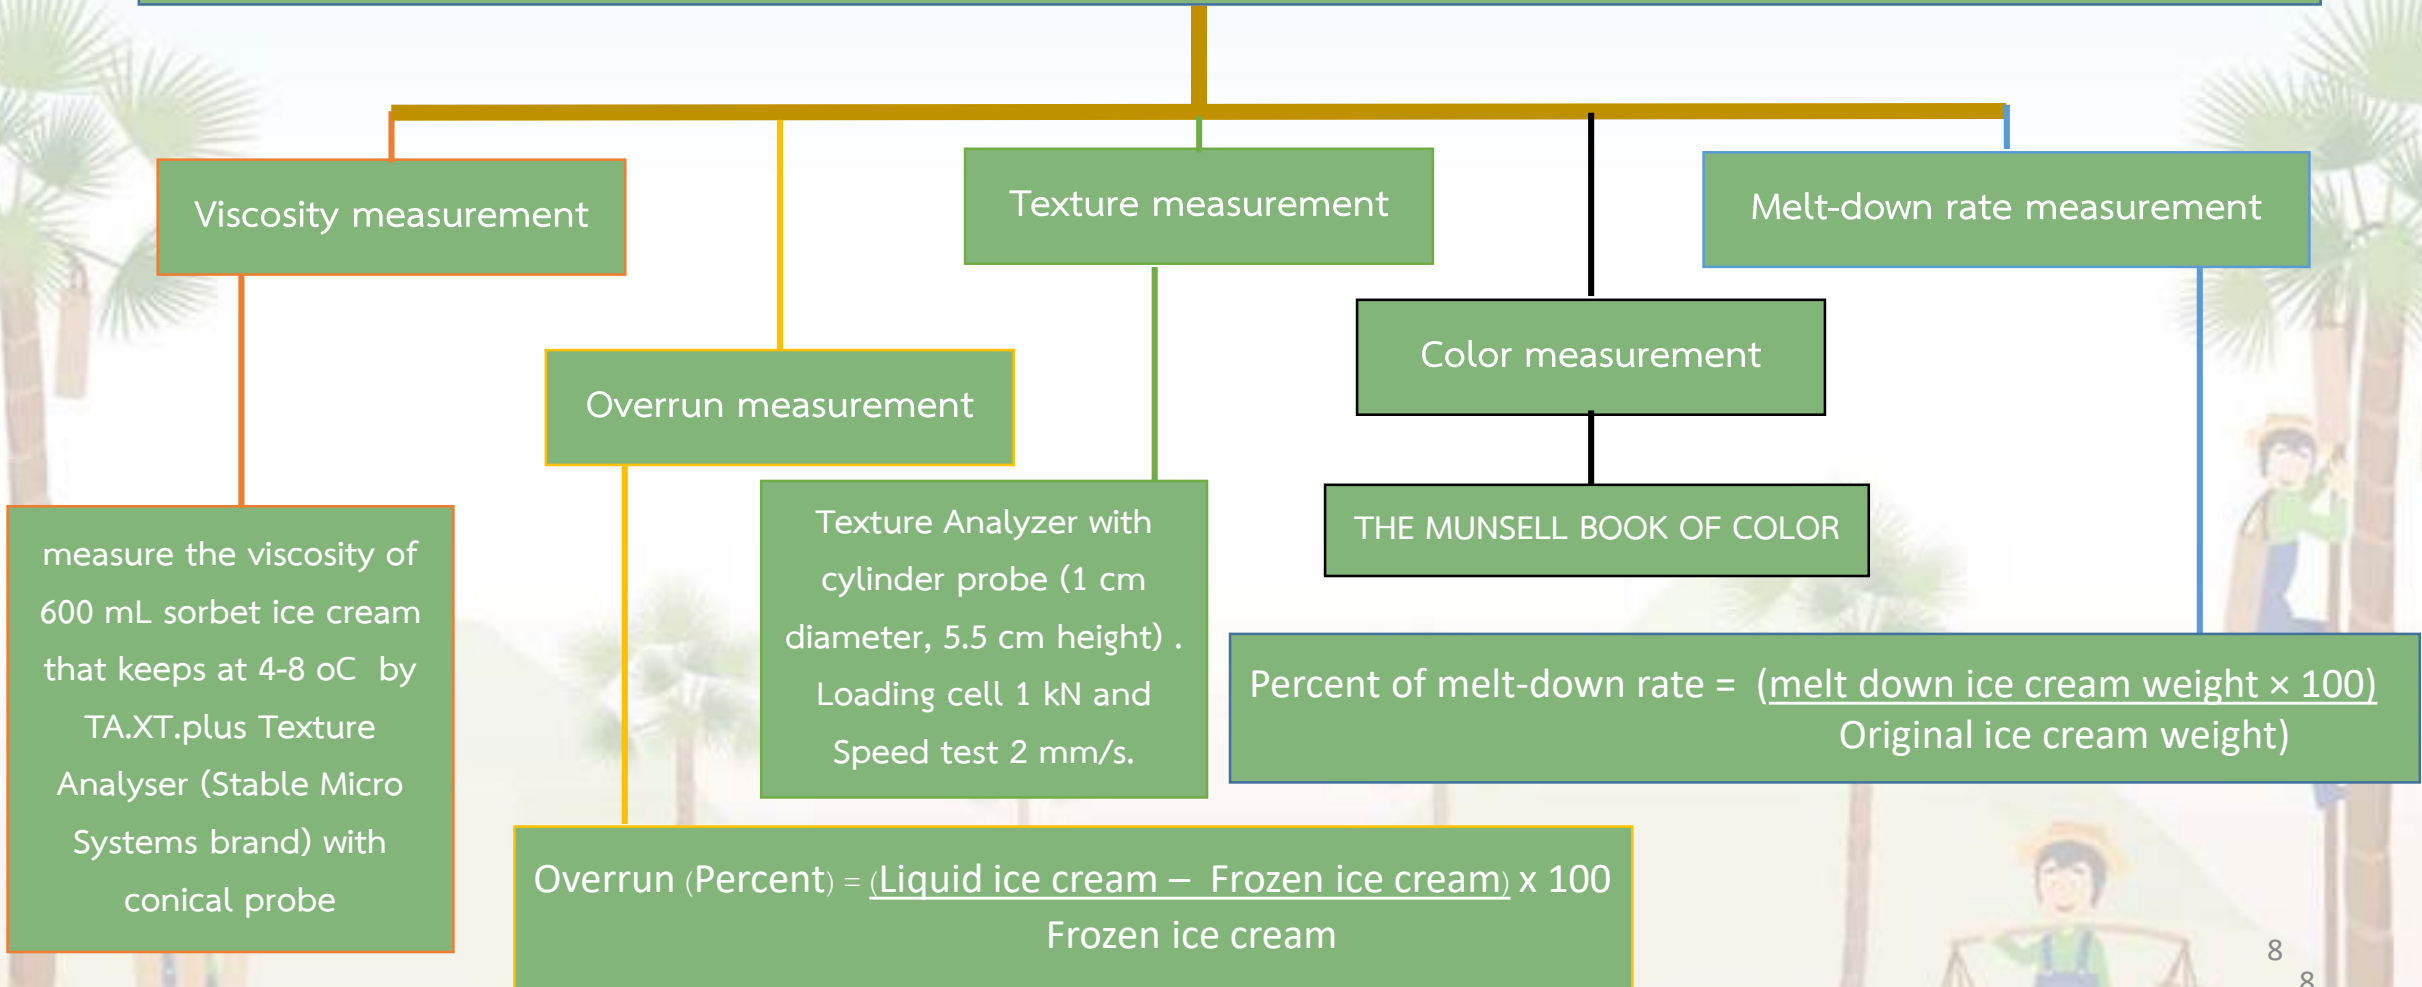 Viscosity measurement
Texture measurement
Melt-down rate measurement
Overrun measurement
Color measurement
measure the viscosity of
600 mL sorbet ice cream
that keeps at 4-8 oC by
TA.XT.plus Texture
Analyser (Stable Micro
Systems brand) with
conical probe
Texture Analyzer with
cylinder probe (1 cm
diameter, 5.5 cm height) .
Loading cell 1 kN and
Speed test 2 mm/s.
THE MUNSELL BOOK OF COLOR
Percent of melt-down rate = (melt down ice cream weight × 100)
Original ice cream weight)
Overrun (Percent) = (Liquid ice cream – Frozen ice cream) x 100
Frozen ice cream
8
8